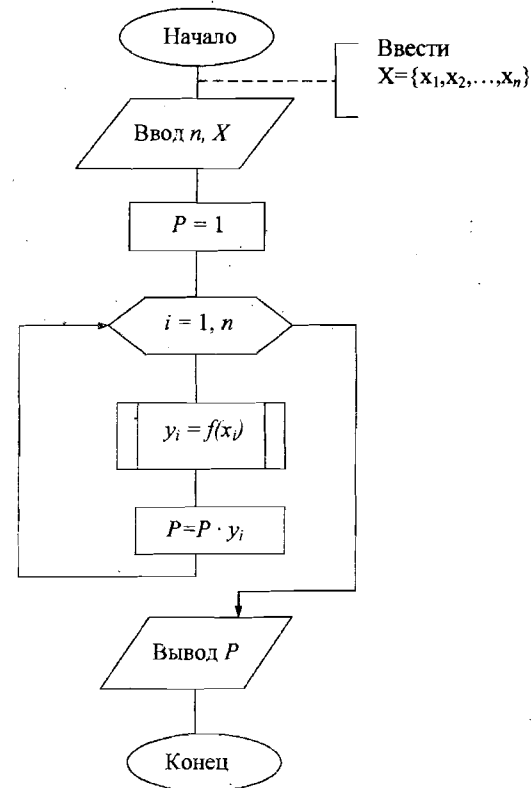 Начало
Ввести
X={x₁,x₂,…,xₙ}
Ввод n, X
P = 1
i = 1, n
yᵢ = f(xᵢ)
P=P · yᵢ
Вывод P
Конец